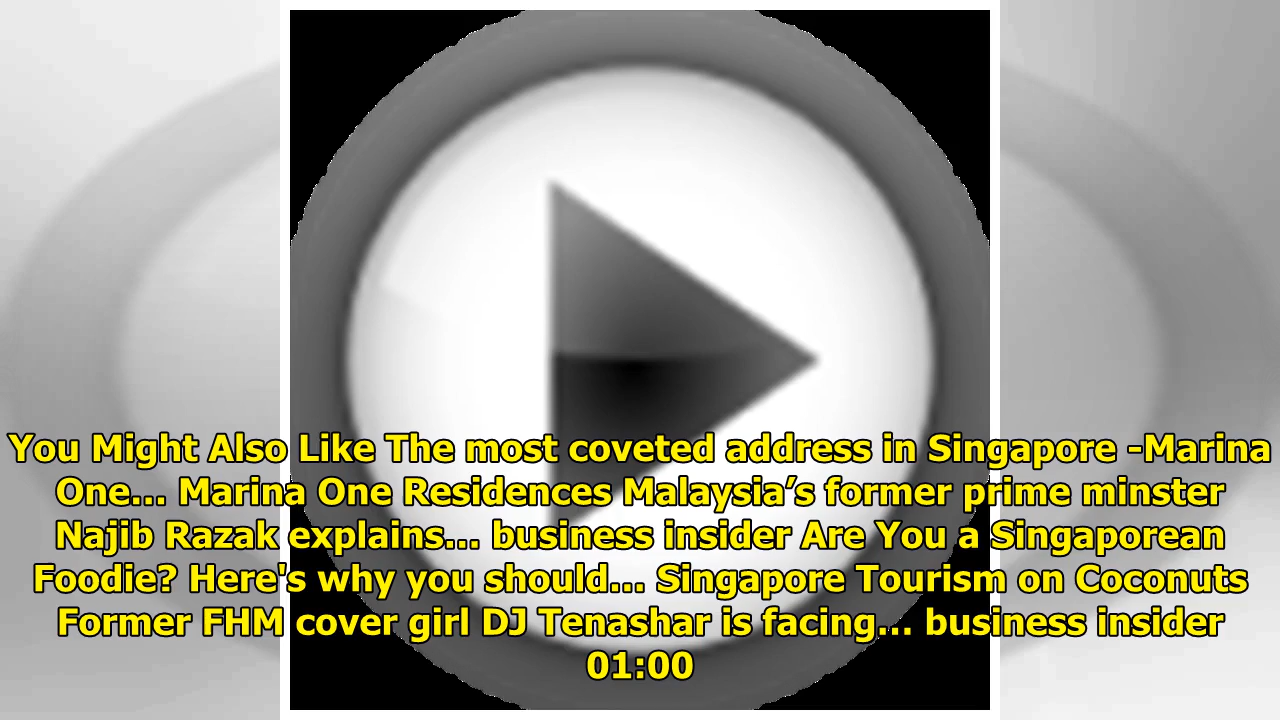 You Might Also Like The most coveted address in Singapore -Marina
One... Marina One Residences Malaysia’s former prime minster
Najib Razak explains... business insider Are You a Singaporean
Foodie? Here's why you should... Singapore Tourism on Coconuts
Former FHM cover girl DJ Tenashar is facing... business insider
01:00